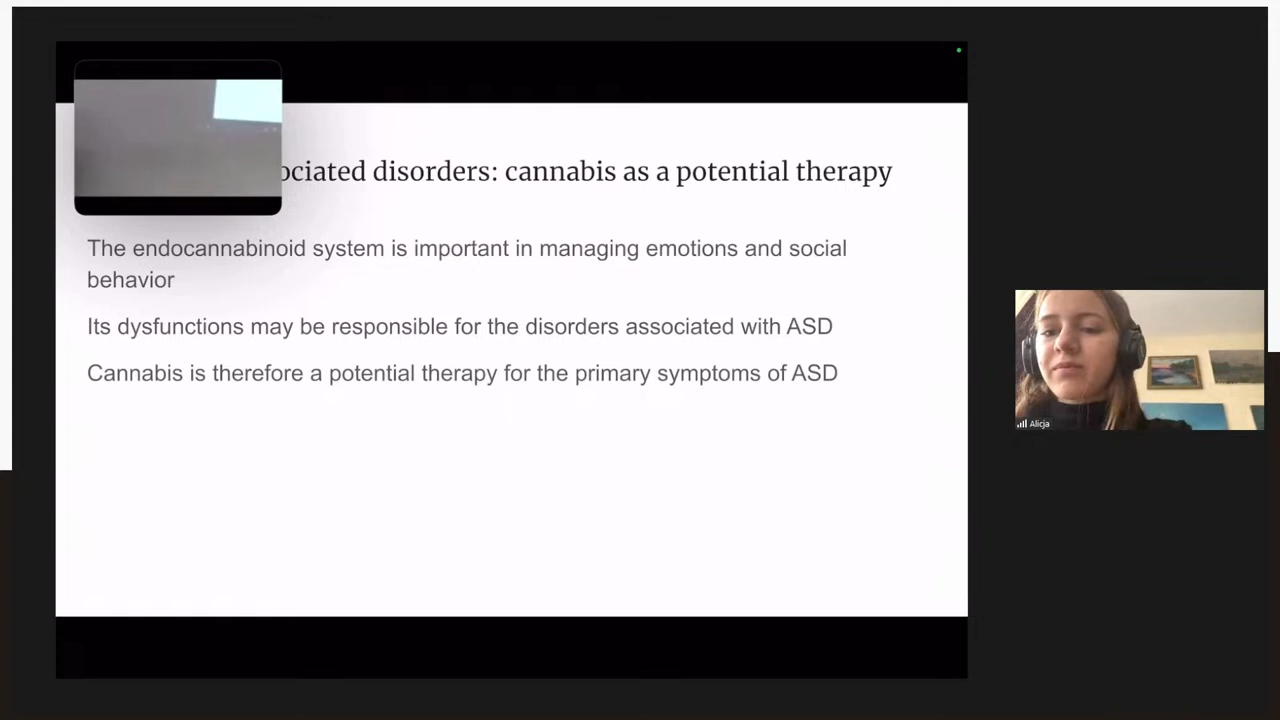 ociated disorders: cannabis as a potential therapy
The endocannabinoid system is important in managing emotions and social
behavior
Its dysfunctions may be responsible for the disorders associated with ASD
Cannabis is therefore a potential therapy for the primary symptoms of ASD
Alicja